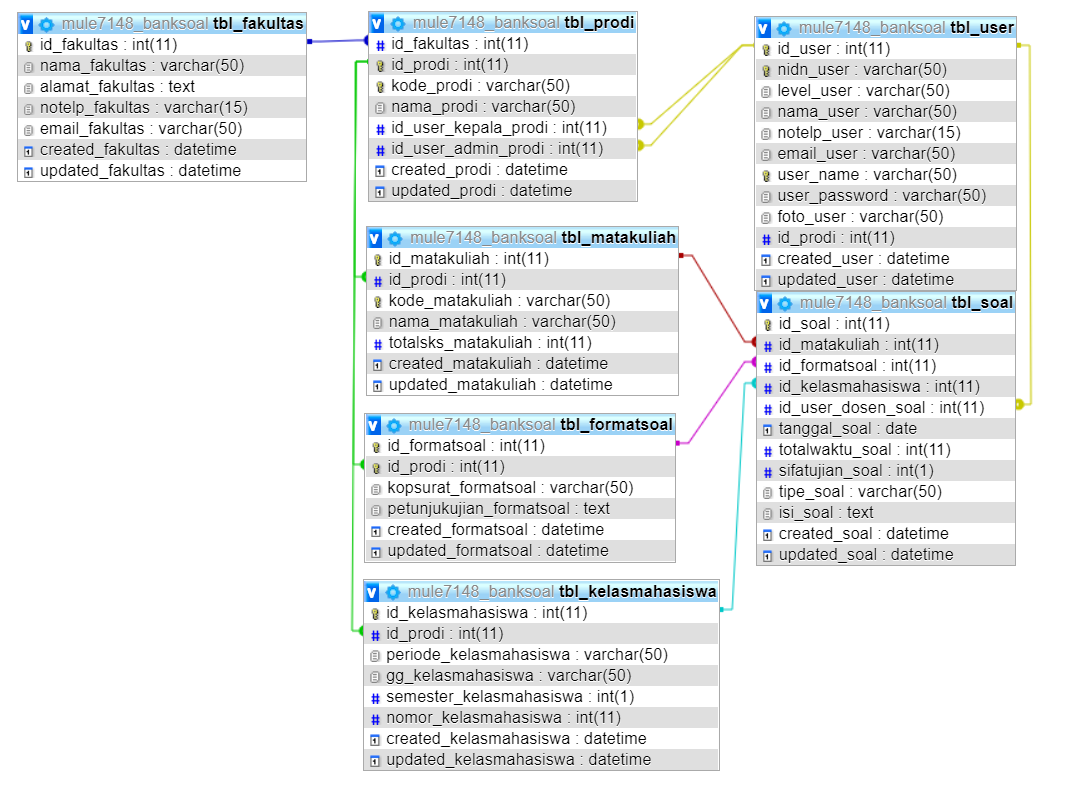 mule7148_banksoal tbl_fakultas
id_fakultas : int(11)
nama_fakultas : varchar(50)
alamat_fakultas : text
notelp_fakultas : varchar(15)
email_fakultas : varchar(50)
created_fakultas : datetime
updated_fakultas : datetime
mule7148_banksoal tbl_prodi
id_fakultas : int(11)
id_prodi : int(11)
kode_prodi : varchar(50)
nama_prodi : varchar(50)
id_user_kepala_prodi : int(11)
id_user_admin_prodi : int(11)
created_prodi : datetime
updated_prodi : datetime
mule7148_banksoal tbl_user
id_user : int(11)
nidn_user : varchar(50)
level_user : varchar(50)
nama_user : varchar(50)
notelp_user : varchar(15)
email_user : varchar(50)
user_name : varchar(50)
user_password : varchar(50)
foto_user : varchar(50)
id_prodi : int(11)
created_user : datetime
updated_user : datetime
mule7148_banksoal tbl_matakuliah
id_matakuliah : int(11)
id_prodi : int(11)
kode_matakuliah : varchar(50)
nama_matakuliah : varchar(50)
totalsks_matakuliah : int(11)
created_matakuliah : datetime
updated_matakuliah : datetime
mule7148_banksoal tbl_soal
id_soal : int(11)
id_matakuliah : int(11)
id_formatsoal : int(11)
id_kelasmahasiswa : int(11)
id_user_dosen_soal : int(11)
tanggal_soal : date
totalwaktu_soal : int(11)
sifatujian_soal : int(1)
tipe_soal : varchar(50)
isi_soal : text
created_soal : datetime
updated_soal : datetime
mule7148_banksoal tbl_formatsoal
id_formatsoal : int(11)
id_prodi : int(11)
kopsurat_formatsoal : varchar(50)
petunjukujian_formatsoal : text
created_formatsoal : datetime
updated_formatsoal : datetime
mule7148_banksoal tbl_kelasmahasiswa
id_kelasmahasiswa : int(11)
id_prodi : int(11)
periode_kelasmahasiswa : varchar(50)
gg_kelasmahasiswa : varchar(50)
semester_kelasmahasiswa : int(1)
nomor_kelasmahasiswa : int(11)
created_kelasmahasiswa : datetime
updated_kelasmahasiswa : datetime